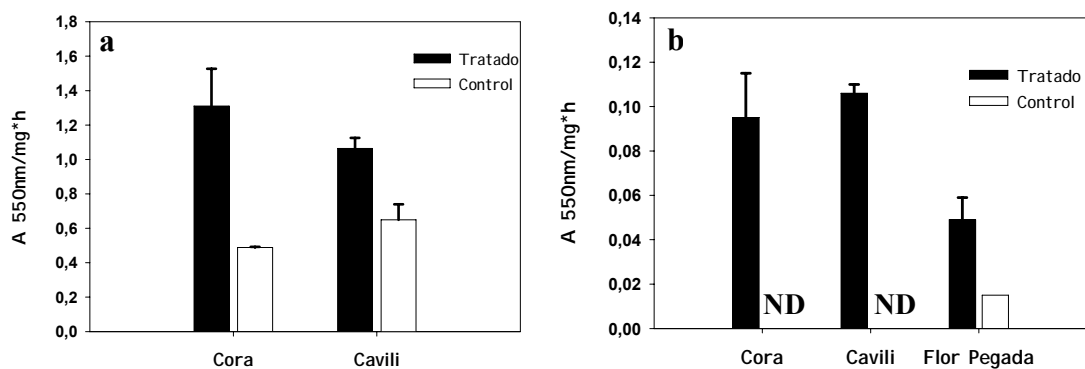 a
1,8
1,6
1,4
1,2
1,0
0,8
0,6
0,4
0,2
0,0
A 550nm/mg*h
Tratado
Control
Cora Cavili
b
0,14
0,12
0,10
0,08
0,06
0,04
0,02
0,00
A 550nm/mg*h
Tratado
Control
ND ND
Cora Cavili Flor Pegada